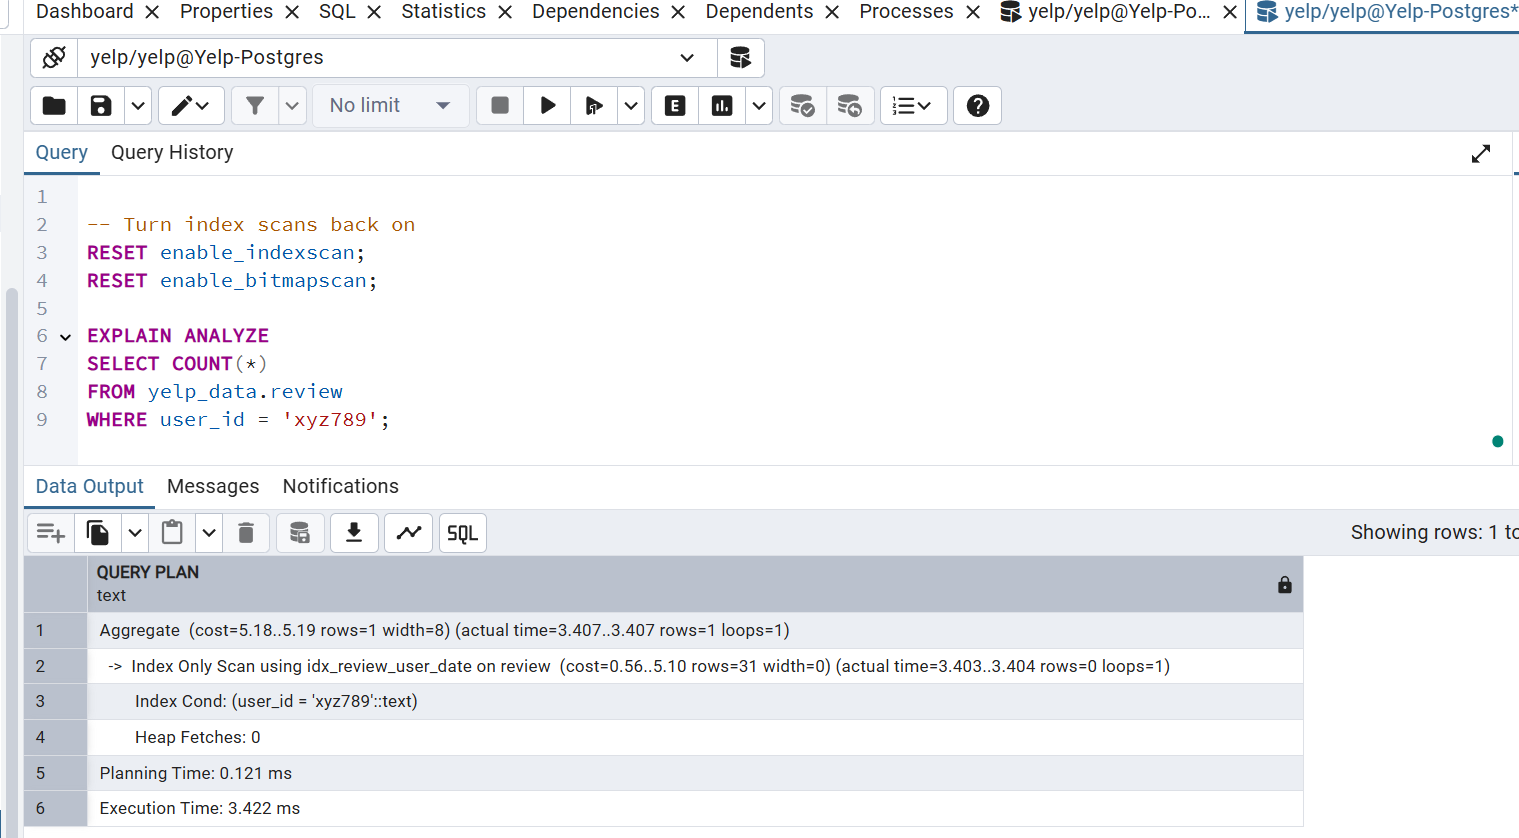 Dashboard Properties SQL Statistics Dependencies Dependents Processes yelp/yelp@Yelp-Po... yelp/yelp@Yelp-Postgres*
yelp/yelp@Yelp-Postgres
No limit
Query Query History
1
2 -- Turn index scans back on
3 RESET enable_indexscan;
4 RESET enable_bitmapscan;
5
6 EXPLAIN ANALYZE
7 SELECT COUNT(*)
8 FROM yelp_data.review
9 WHERE user_id = 'xyz789';
Data Output Messages Notifications
SQL Showing rows: 1 to
QUERY PLAN
text
1 Aggregate (cost=5.18..5.19 rows=1 width=8) (actual time=3.407..3.407 rows=1 loops=1)
2 -> Index Only Scan using idx_review_user_date on review (cost=0.56..5.10 rows=31 width=0) (actual time=3.403..3.404 rows=0 loops=1)
3 Index Cond: (user_id = 'xyz789'::text)
4 Heap Fetches: 0
5 Planning Time: 0.121 ms
6 Execution Time: 3.422 ms